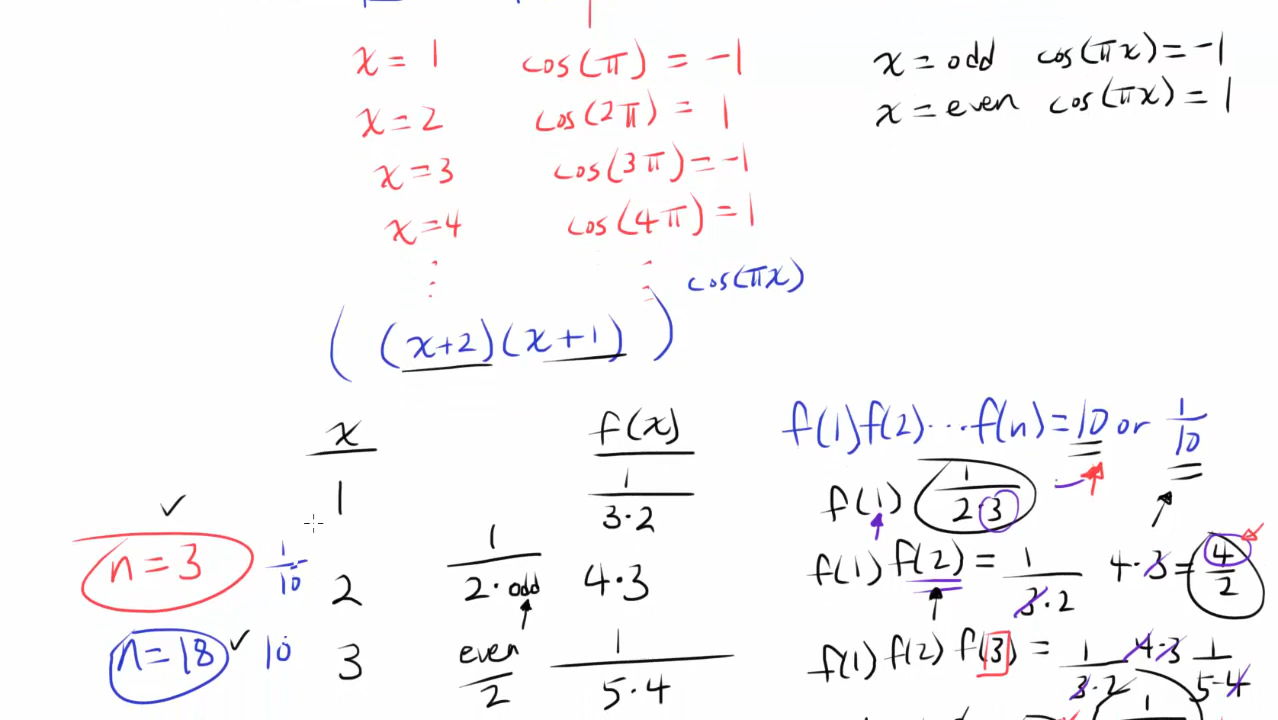 x = 1 cos(π) = -1
x = 2 cos(2π) = 1
x = 3 cos(3π) = -1
x = 4 cos(4π) = 1
⋮ ⋮
x = odd cos(πx) = -1
x = even cos(πx) = 1
((x+2)(x+1))^cos(πx)
x f(x)
1 1/(3·2)
2 1/(2·odd) 4·3
3 even/2 1/(5·4)
✓
n = 3 1/10
n = 18 ✓ 10
f(1)f(2)···f(n) = 10 or 1/10
f(1) 1/(2·3)
f(1) f(2) = 1/(3·2) 4·3 = 4/2
f(1) f(2) f(3) = 1/(3·2) 4·3 1/(5·4)